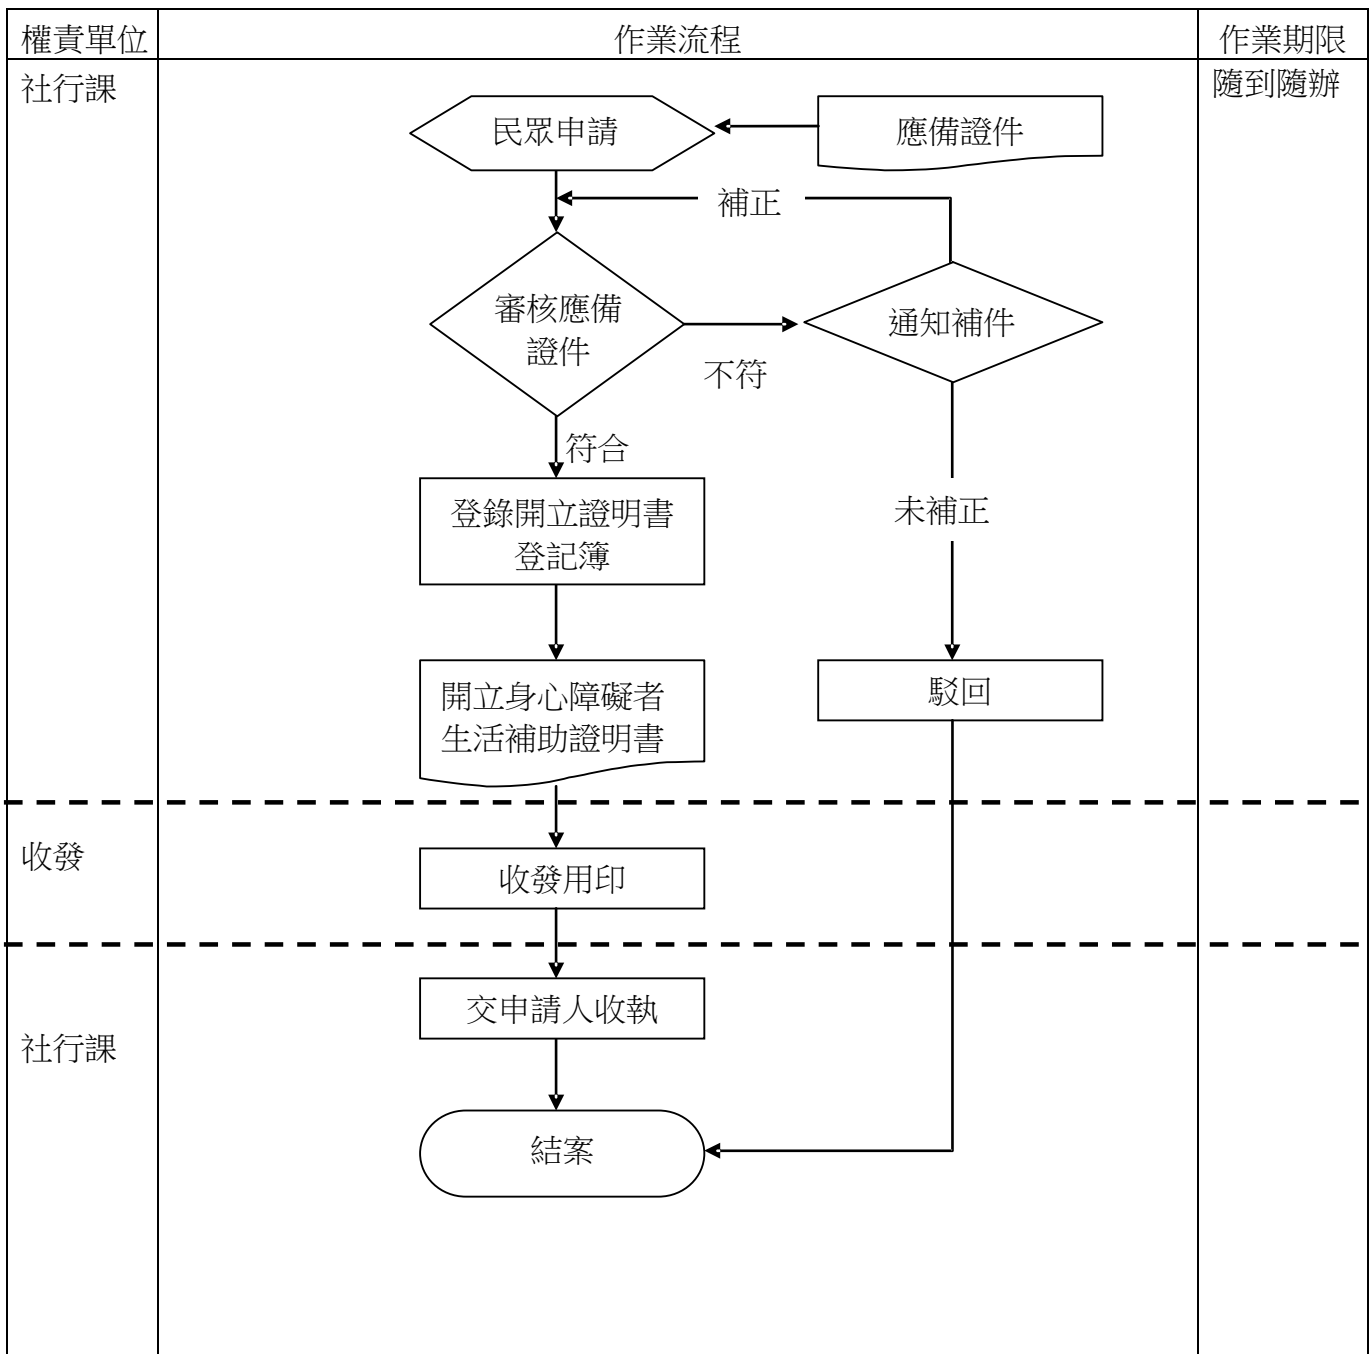 權責單位
作業流程
作業期限
社行課
隨到隨辦
民眾申請
應備證件
補正
審核應備
證件
通知補件
不符
符合
登錄開立證明書
登記簿
未補正
開立身心障礙者
生活補助證明書
駁回
收發
收發用印
交申請人收執
社行課
結案